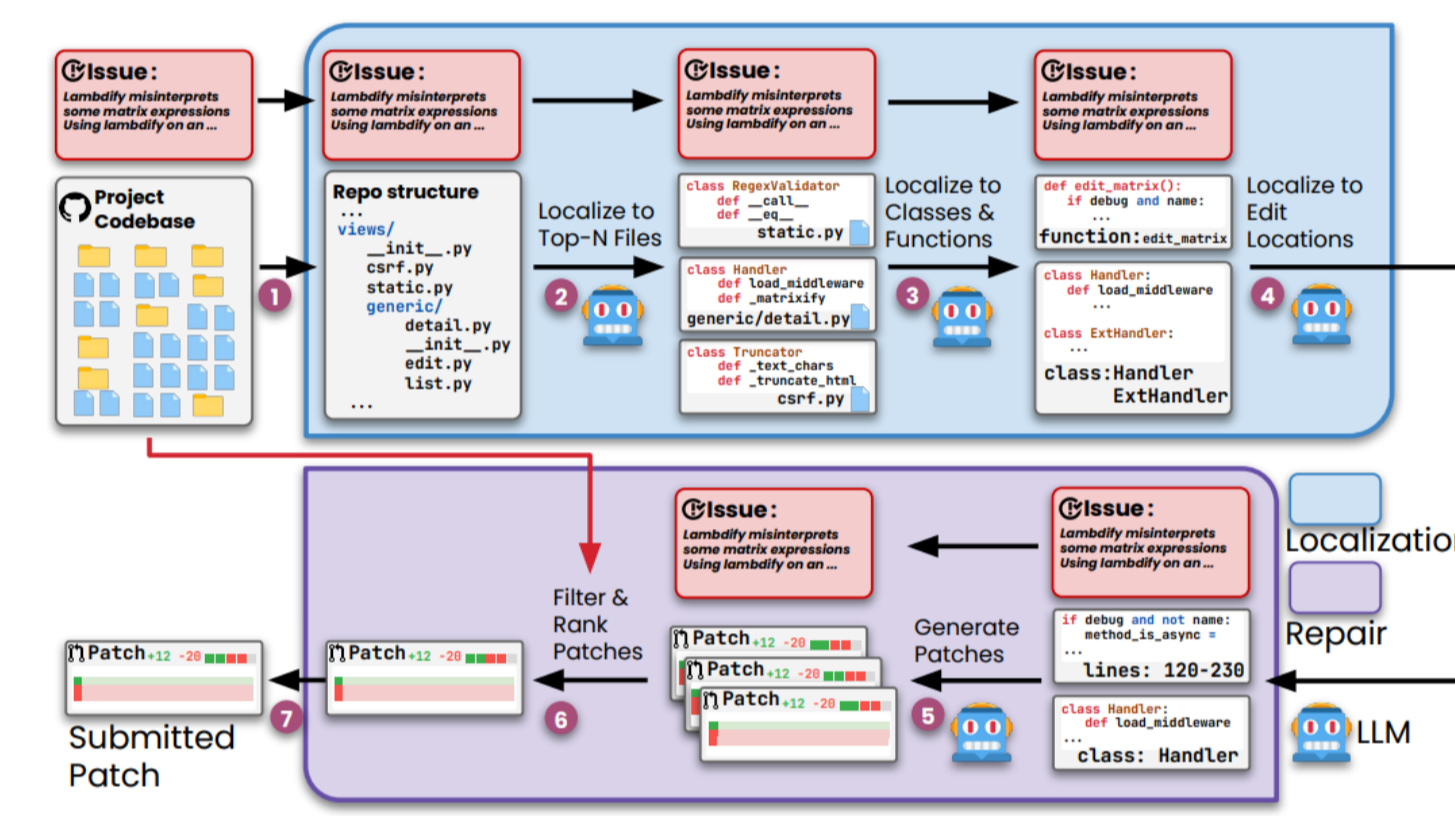 Issue:
Lambdify misinterprets
some matrix expressions
Using lambdify on an ...
Issue:
Lambdify misinterprets
some matrix expressions
Using lambdify on an ...
Issue:
Lambdify misinterprets
some matrix expressions
Using lambdify on an ...
Issue:
Lambdify misinterprets
some matrix expressions
Using lambdify on an ...
Project
Codebase
1
Repo structure
...
views/
__init__.py
csrf.py
static.py
generic/
detail.py
__init__.py
edit.py
list.py
...
Localize to
Top-N Files
2
class RegexValidator
def __call__
def __eq__
static.py
class Handler
def load_middleware
def _matrixify
generic/detail.py
class Truncator
def _text_chars
def _truncate_html
csrf.py
Localize to
Classes &
Functions
3
def edit_matrix():
if debug and name:
...
function:edit_matrix
class Handler:
def load_middleware
...
class ExtHandler:
...
class:Handler
ExtHandler
Localize to
Edit
Locations
4
Localization
Repair
LLM
Issue:
Lambdify misinterprets
some matrix expressions
Using lambdify on an ...
if debug and not name:
method_is_async =
...
lines: 120-230
class Handler:
def load_middleware
...
class: Handler
Generate
Patches
5
Issue:
Lambdify misinterprets
some matrix expressions
Using lambdify on an ...
Patch +12 -20
Patch +12 -20
Patch +12 -20
Filter &
Rank
Patches
6
Patch +12 -20
7
Patch +12 -20
Submitted
Patch